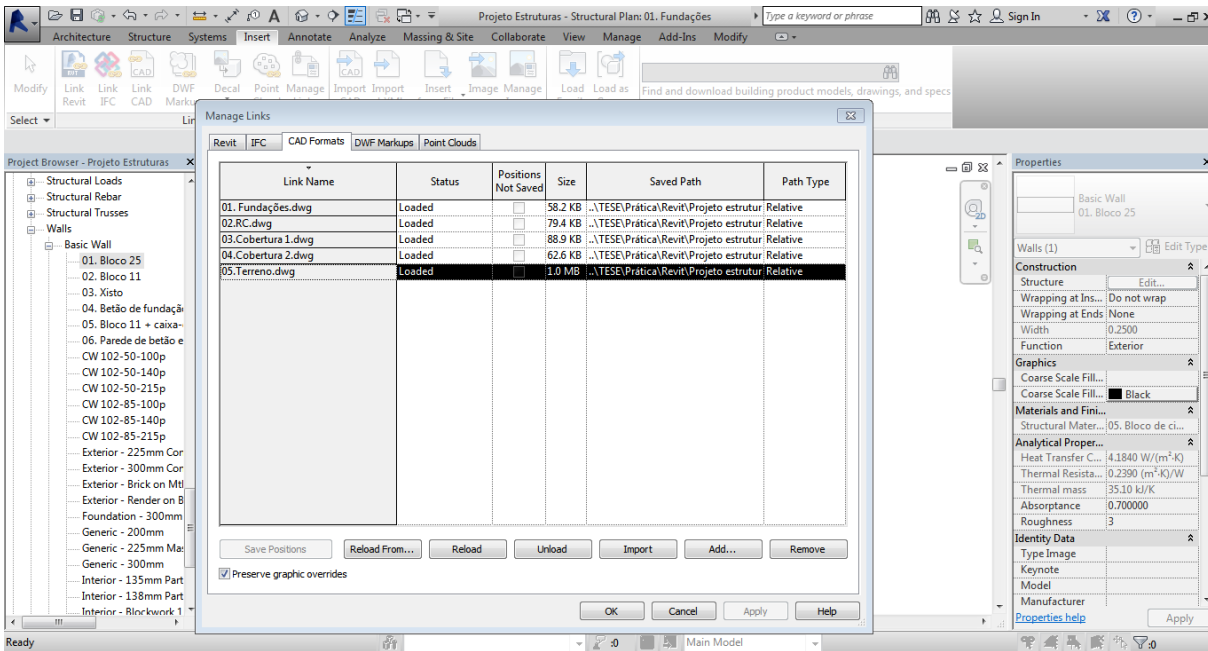 Projeto Estruturas - Structural Plan: 01. Fundações
Type a keyword or phrase
Sign In
Architecture Structure Systems Insert Annotate Analyze Massing & Site Collaborate View Manage Add-Ins Modify
Modify
Link Revit
Link IFC
Link CAD
DWF
Decal
Point
Manage
Import
Import
Insert
Image
Manage
Load
Load as
Find and download building product models, drawings, and specs
Select
Project Browser - Projeto Estruturas
Structural Loads
Structural Rebar
Structural Trusses
Walls
Basic Wall
01. Bloco 25
02. Bloco 11
03. Xisto
04. Betão de fundaçã
05. Bloco 11 + caixa-
06. Parede de betão e
CW 102-50-100p
CW 102-50-140p
CW 102-50-215p
CW 102-85-100p
CW 102-85-140p
CW 102-85-215p
Exterior - 225mm Cor
Exterior - 300mm Cor
Exterior - Brick on Mtl
Exterior - Render on B
Foundation - 300mm
Generic - 200mm
Generic - 225mm Ma
Generic - 300mm
Interior - 135mm Part
Interior - 138mm Part
Interior - Blockwork 1
Manage Links
Revit IFC CAD Formats DWF Markups Point Clouds
Link Name Status Positions Not Saved Size Saved Path Path Type
01. Fundações.dwg Loaded 58.2 KB ..\TESE\Prática\Revit\Projeto estrutur Relative
02.RC.dwg Loaded 79.4 KB ..\TESE\Prática\Revit\Projeto estrutur Relative
03.Cobertura 1.dwg Loaded 88.9 KB ..\TESE\Prática\Revit\Projeto estrutur Relative
04.Cobertura 2.dwg Loaded 62.6 KB ..\TESE\Prática\Revit\Projeto estrutur Relative
05.Terreno.dwg Loaded 1.0 MB ..\TESE\Prática\Revit\Projeto estrutur Relative
Save Positions Reload From... Reload Unload Import Add... Remove
Preserve graphic overrides
OK Cancel Apply Help
2D
Properties
Basic Wall
01. Bloco 25
Walls (1) Edit Type
Construction
Structure Edit...
Wrapping at Ins... Do not wrap
Wrapping at Ends None
Width 0.2500
Function Exterior
Graphics
Coarse Scale Fill...
Coarse Scale Fill... Black
Materials and Fini...
Structural Mater... 05. Bloco de ci...
Analytical Proper...
Heat Transfer C... 4.1840 W/(m²·K)
Thermal Resista... 0.2390 (m²·K)/W
Thermal mass 35.10 kJ/K
Absorptance 0.700000
Roughness 3
Identity Data
Type Image
Keynote
Model
Manufacturer
Properties help Apply
Ready
:0
Main Model
:0